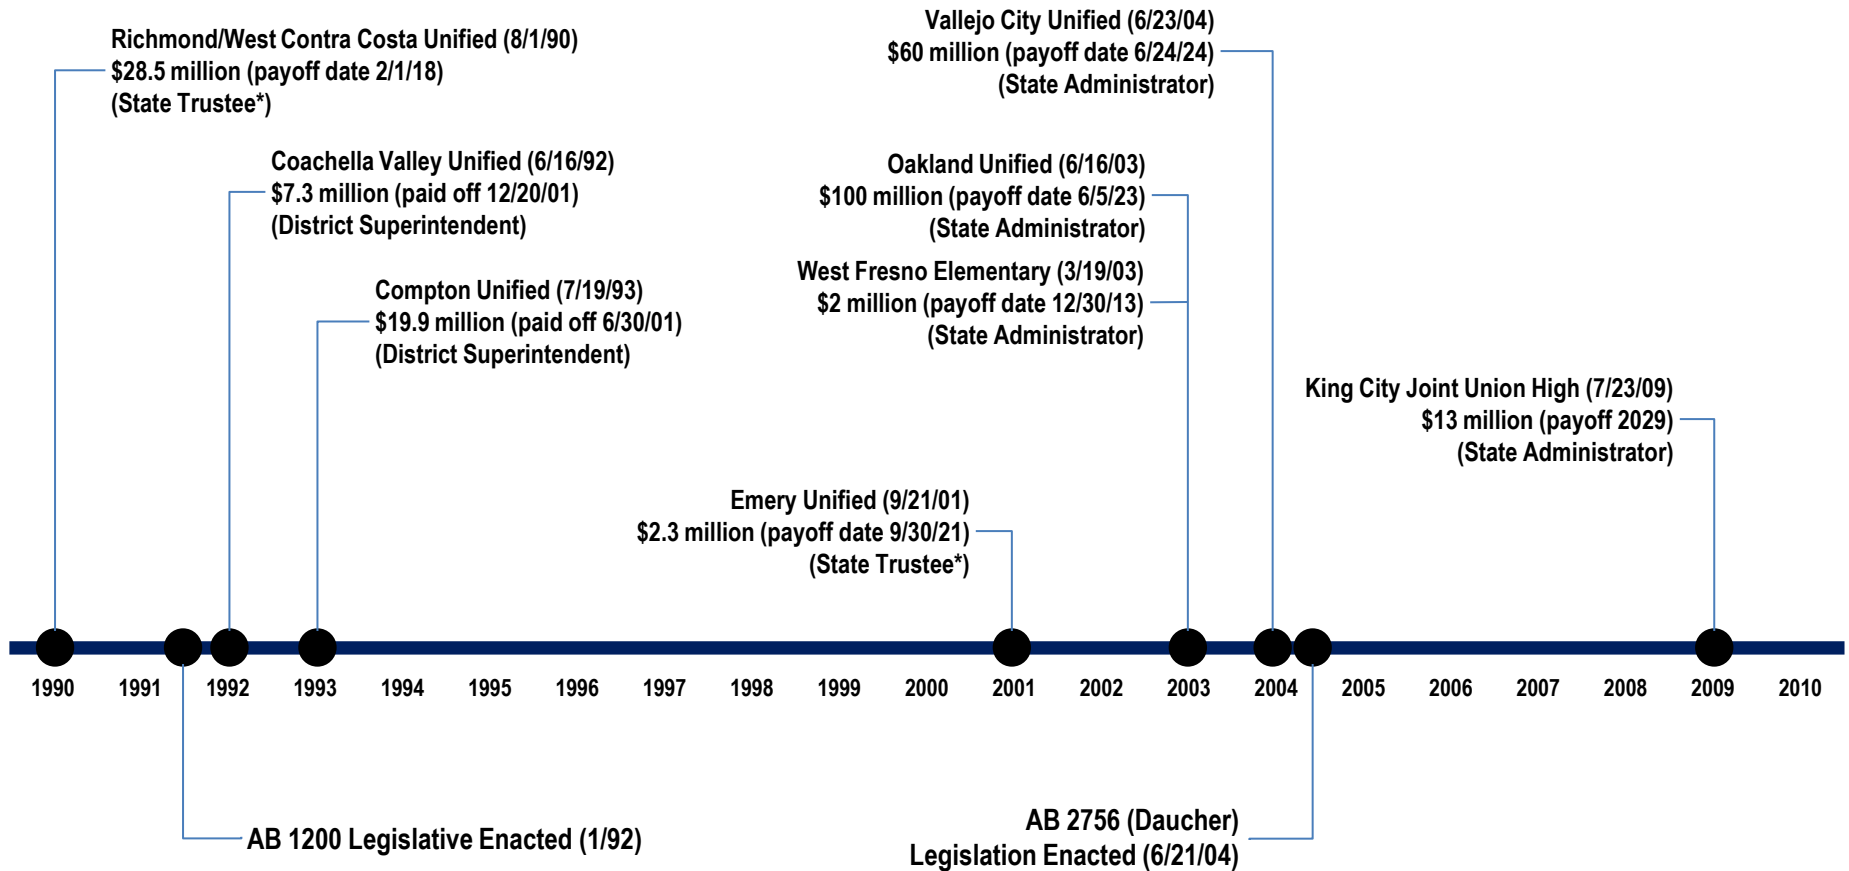 Richmond/West Contra Costa Unified (8/1/90)
$28.5 million (payoff date 2/1/18)
(State Trustee*)
Coachella Valley Unified (6/16/92)
$7.3 million (paid off 12/20/01)
(District Superintendent)
Compton Unified (7/19/93)
$19.9 million (paid off 6/30/01)
(District Superintendent)
Vallejo City Unified (6/23/04)
$60 million (payoff date 6/24/24)
(State Administrator)
Oakland Unified (6/16/03)
$100 million (payoff date 6/5/23)
(State Administrator)
West Fresno Elementary (3/19/03)
$2 million (payoff date 12/30/13)
(State Administrator)
King City Joint Union High (7/23/09)
$13 million (payoff 2029)
(State Administrator)
Emery Unified (9/21/01)
$2.3 million (payoff date 9/30/21)
(State Trustee*)
1990 1991 1992 1993 1994 1995 1996 1997 1998 1999 2000 2001 2002 2003 2004 2005 2006 2007 2008 2009 2010
AB 1200 Legislative Enacted (1/92)
AB 2756 (Daucher)
Legislation Enacted (6/21/04)